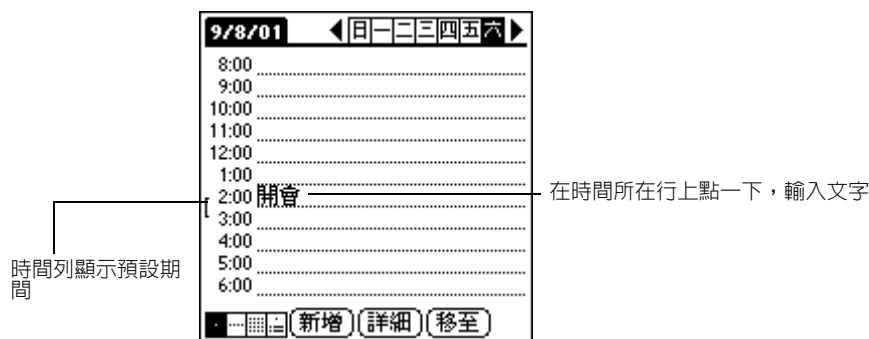 9/8/01 日一二三四五六
8:00
9:00
10:00
11:00
12:00
1:00
2:00 開會
3:00
4:00
5:00
6:00
新增 詳細 移至
在時間所在行上點一下，輸入文字
時間列顯示預設期
間